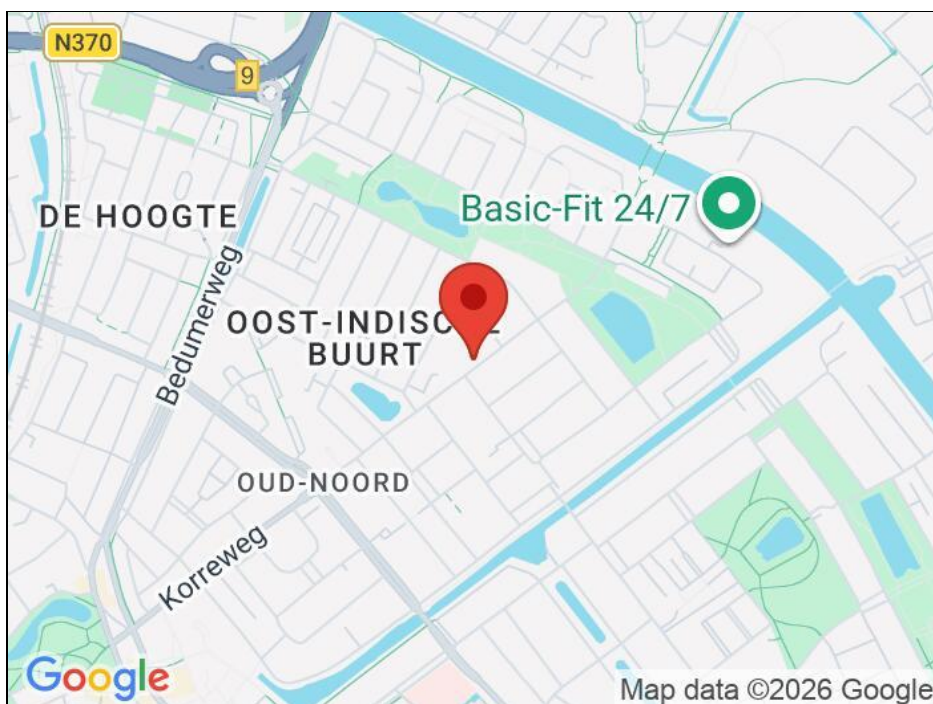 N370
9
DE HOOGTE
Basic-Fit 24/7
Bedumerweg
OOST-INDISCHE
BUURT
OUD-NOORD
Korreweg
Google
Map data ©2026 Google